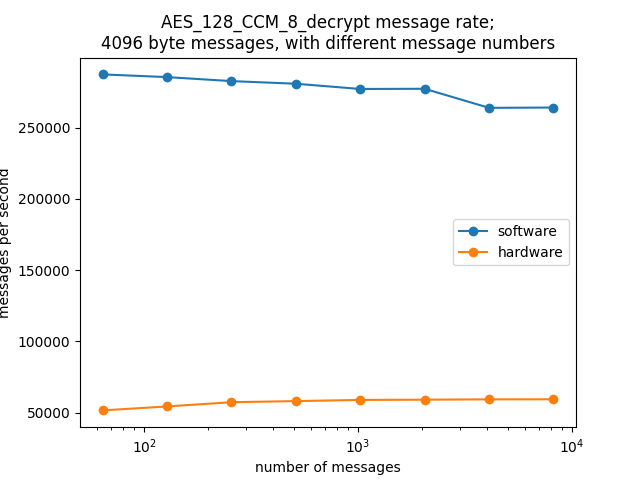 AES_128_CCM_8_decrypt message rate;
4096 byte messages, with different message numbers
messages per second
250000
200000
150000
100000
50000
software
hardware
10²
10³
10⁴
number of messages